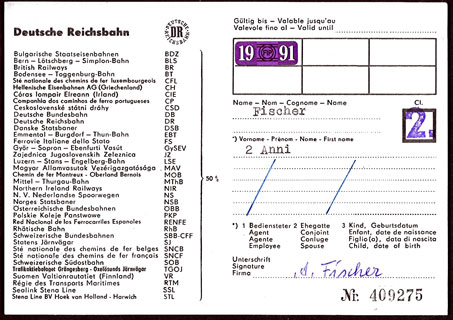 Deutsche Reichsbahn
DEUTSCHE REICHSBAHN
DR
Bulgarische Staatseisenbahnen BDZ
Bern – Lötschberg – Simplon-Bahn BLS
British Railways BR
Bodensee – Toggenburg-Bahn BT
Sté nationale des chemins de fer luxembourgeois CFL
Hellenische Eisenbahnen AG (Griechenland) CH
Córas Iompair Eireann (Irland) CIE
Companhia dos caminhos de ferro portugueses CP
Československé státní dráhy CSD
Deutsche Bundesbahn DB
Deutsche Reichsbahn DR
Danske Statsbaner DSB
Emmental – Burgdorf – Thun-Bahn EBT
Ferrovie Italiane dello Stato FS
Győr – Sopron – Ebenfurti Vasút GySEV
Zajednica Jugoslovenskih Zeleznica JZ
Luzern – Stans – Engelberg-Bahn LSE
Magyar Allamvasutak Vezérigazgatósága MAV
Chemin de fer Montreux - Oberland Bernois MOB
Mittel – Thurgau-Bahn MThB
Northern Ireland Railways NIR
N. V. Nederlandse Spoorwegen NS
Norges Statsbaner NSB
Österreichische Bundesbahnen ÖBB
Polskie Koleje Panstwowe PKP
Red Nacional de los Ferrocarriles Españoles RENFE
Rhätische Bahn RhB
Schweizerische Bundesbahnen SBB-CFF
Statens Järnvägar SJ
Sté nationale des chemins de fer belges SNCB
Sté nationale des chemins de fer français SNCF
Schweizerische Südostbahn SOB
Trafikaktiebolaget Grängesberg - Oxelösunds Järnvägar TGOJ
Suomen Valtionrautatiet (Finnland) VR
Régie des Transports Maritimes RTM
Sealink Stena Line SSL
Stena Line BV Hoek van Holland - Harwich STL
50 %
Gültig bis – Valable jusqu'au
Valevole fino al – Valid until
1991
Name – Nom – Cognome – Name
Fischer
Cl.
2
*) Vorname - Prénom - Nome - First name
2 Anni
*) 1 Bediensteter 2 Ehegatte 3 Kind, Geburtsdatum
Agent Conjoint Enfant, date de naissance
Agente Coniuge Figlio(a), data di nascita
Employee Spouse Child, date of birth
Unterschrift
Signature
Firma
A. Fischer
Nr. 409275